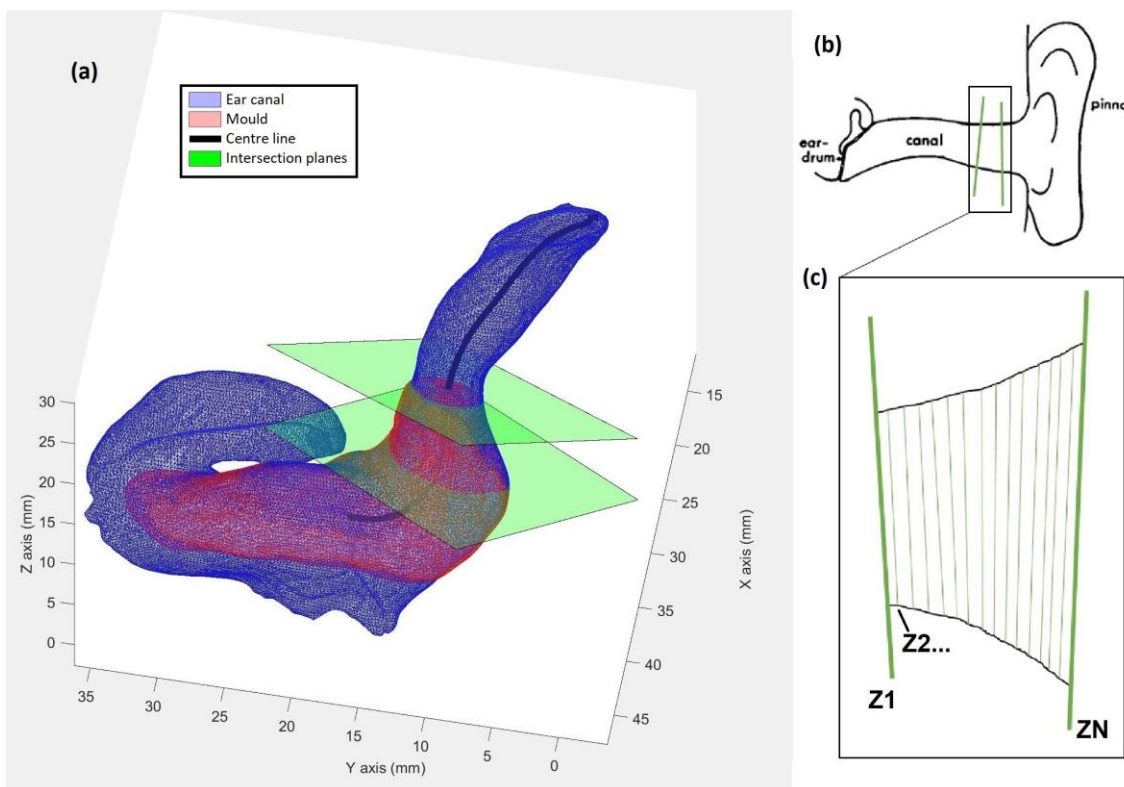 (a)
Ear canal
Mould
Centre line
Intersection planes
30
25
20
15
10
5
0
Z axis (mm)
35
30
25
20
15
10
5
0
Y axis (mm)
15
20
25
30
35
40
45
X axis (mm)
(b)
pinna
canal
ear-
drum
(c)
Z2...
Z1
ZN